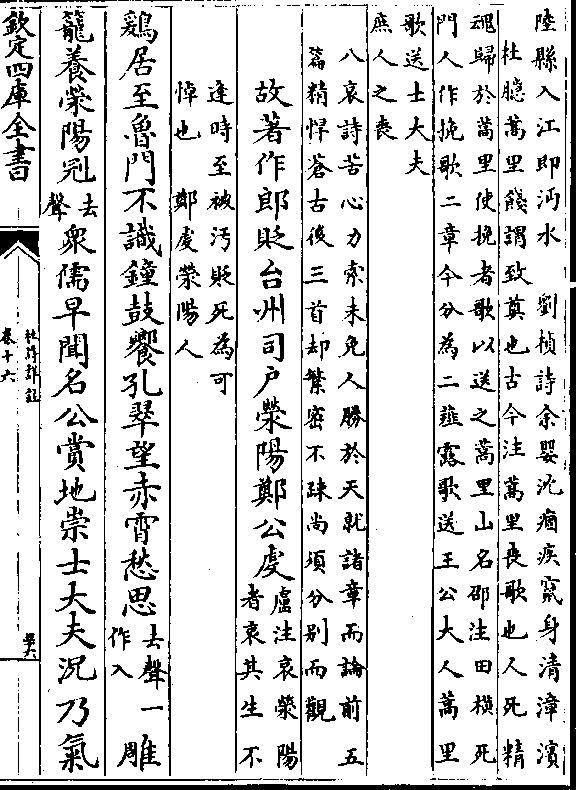 陸縣入江即沔水　劉楨詩余嬰沈痼疾竄身清漳濱
杜臆蒿里餞謂致奠也古今注蒿里喪歌也人死精
魂歸於蒿里使挽者歌以送之蒿里山名邵注田横死
門人作挽歌二章今分為二薤露歌送王公大人蒿里
歌送士大夫
庶人之喪
八哀詩苦心力索未免人勝於天就諸章而論前五
篇精悍蒼古後三首却繁密不疎尚須分别而觀
故著作郎貶台州司戶滎陽鄭公䖍
盧注哀滎陽
者哀其生不
逢時至被汚貶死為可
悼也　鄭䖍滎陽人
鷄居至魯門不識鐘鼓饗孔翠望赤霄愁思
去聲
作入
一雕
籠養滎陽冠
去
聲
衆儒早聞名公賞地崇士大夫況乃氣
欽定四庫全書
杜詩詳註
卷十六